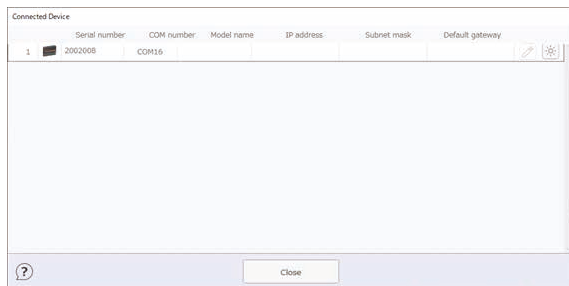 Connected Device
Serial number COM number Model name IP address Subnet mask Default gateway
1 2002008 COM16
?
Close